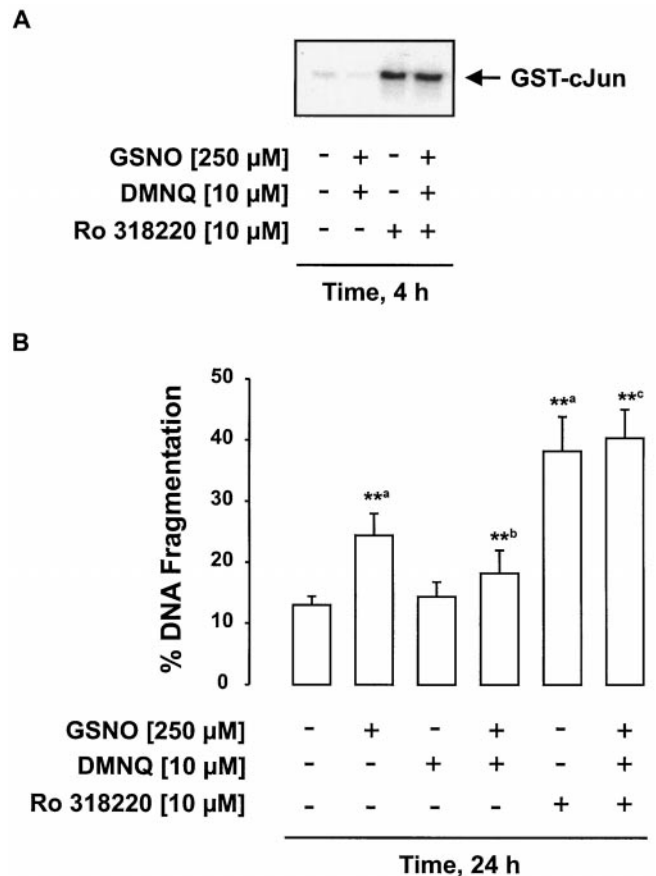 A
GST-cJun
GSNO [250 µM] - + - +
DMNQ [10 µM] - + - +
Ro 318220 [10 µM] - - + +
Time, 4 h
B
% DNA Fragmentation
50
40
30
20
10
0
**a
**b
**a
**c
GSNO [250 µM] - + - + - +
DMNQ [10 µM] - - + + - +
Ro 318220 [10 µM] - - - - + +
Time, 24 h